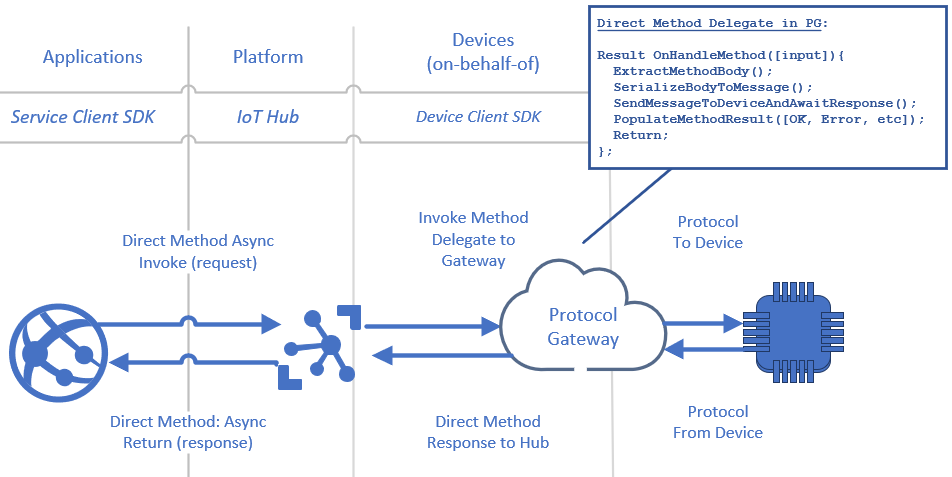 Applications
Platform
Devices
(on-behalf-of)
Service Client SDK
IoT Hub
Device Client SDK
Direct Method Delegate in PG:
Result OnHandleMethod([input]){
ExtractMethodBody();
SerializeBodyToMessage();
SendMessageToDeviceAndAwaitResponse();
PopulateMethodResult([OK, Error, etc]);
Return;
};
Direct Method Async
Invoke (request)
Invoke Method
Delegate to
Gateway
Protocol
To Device
Protocol
Gateway
Direct Method: Async
Return (response)
Direct Method
Response to Hub
Protocol
From Device